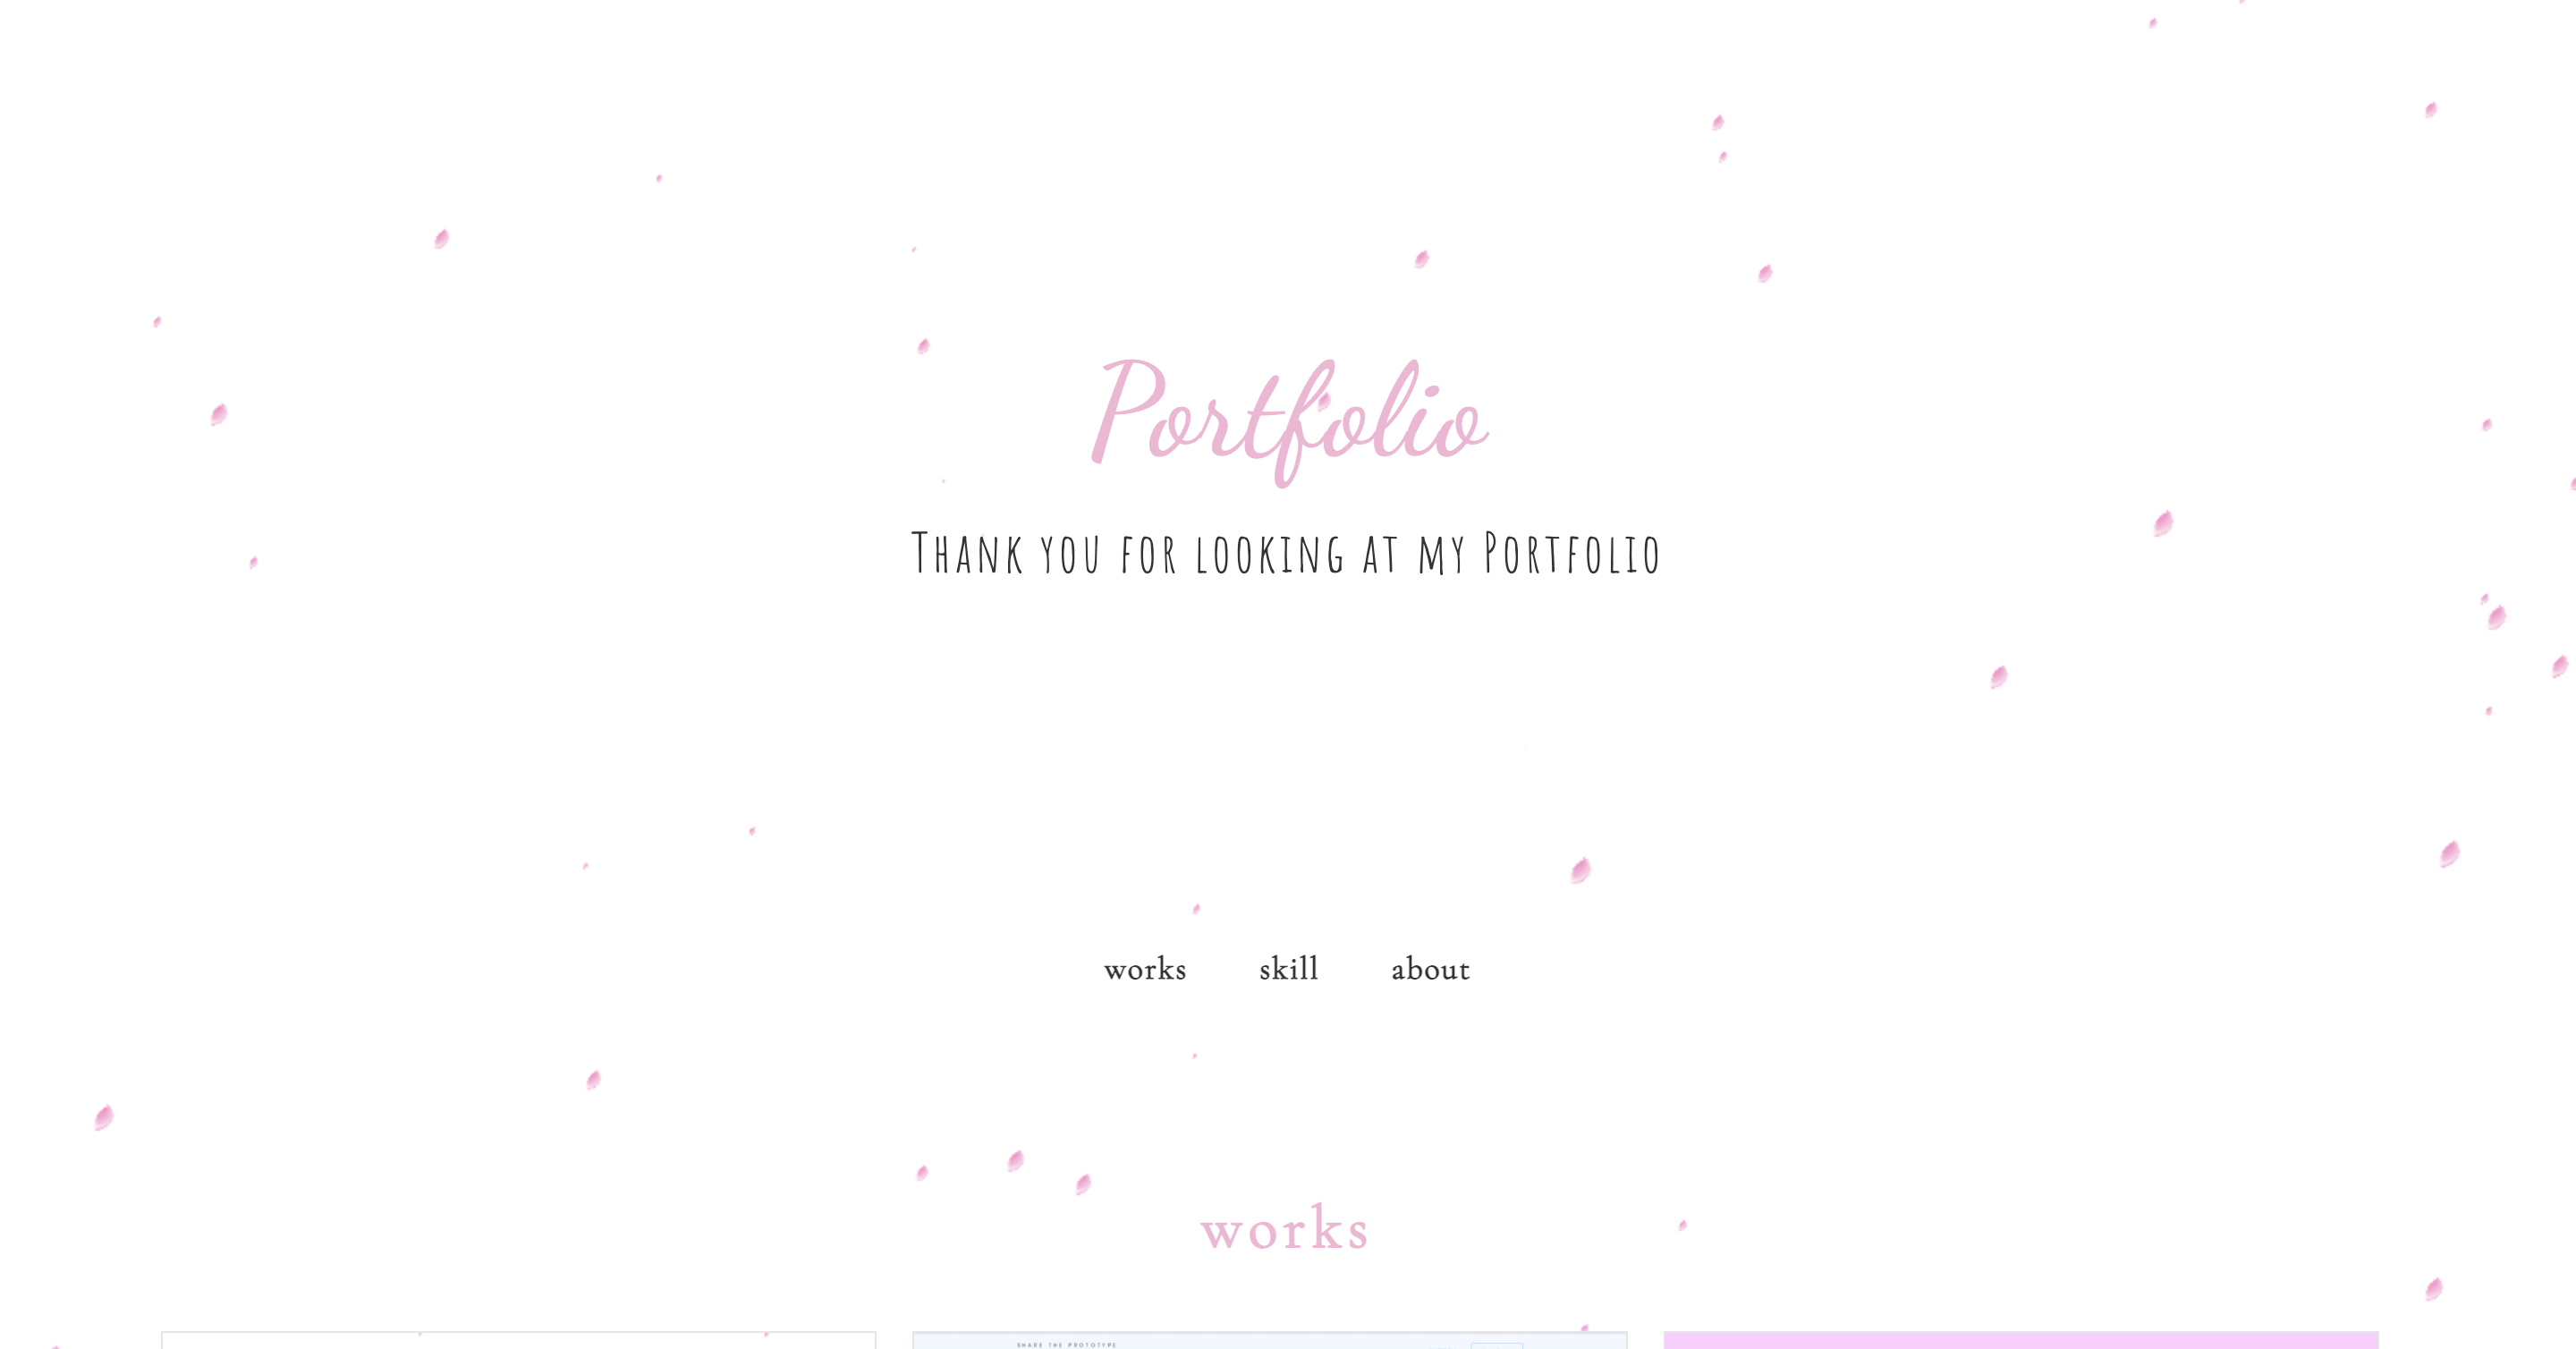 Portfolio
Thank you for looking at my Portfolio
works skill about
works
SHARE THE PROTOTYPE